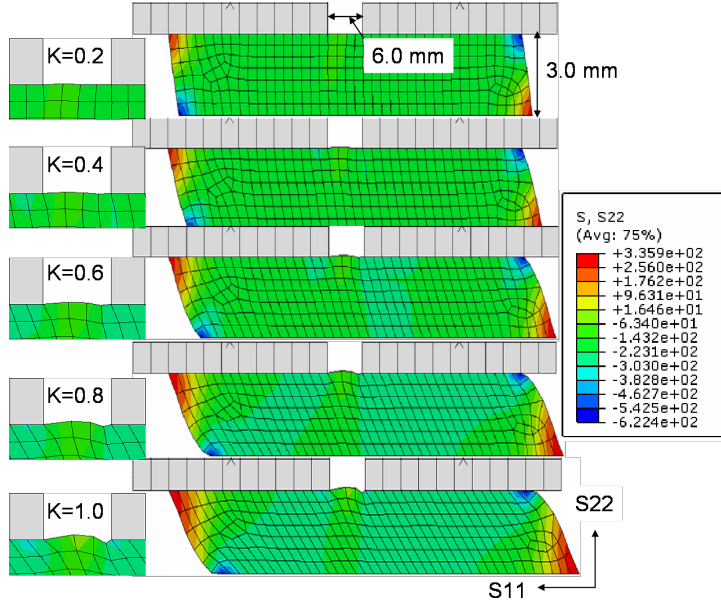 K=0.2
6.0 mm
3.0 mm
K=0.4
K=0.6
S, S22
(Avg: 75%)
+3.359e+02
+2.560e+02
+1.762e+02
+9.631e+01
+1.646e+01
-6.340e+01
-1.432e+02
-2.231e+02
-3.030e+02
-3.828e+02
-4.627e+02
-5.425e+02
-6.224e+02
K=0.8
K=1.0
S22
S11